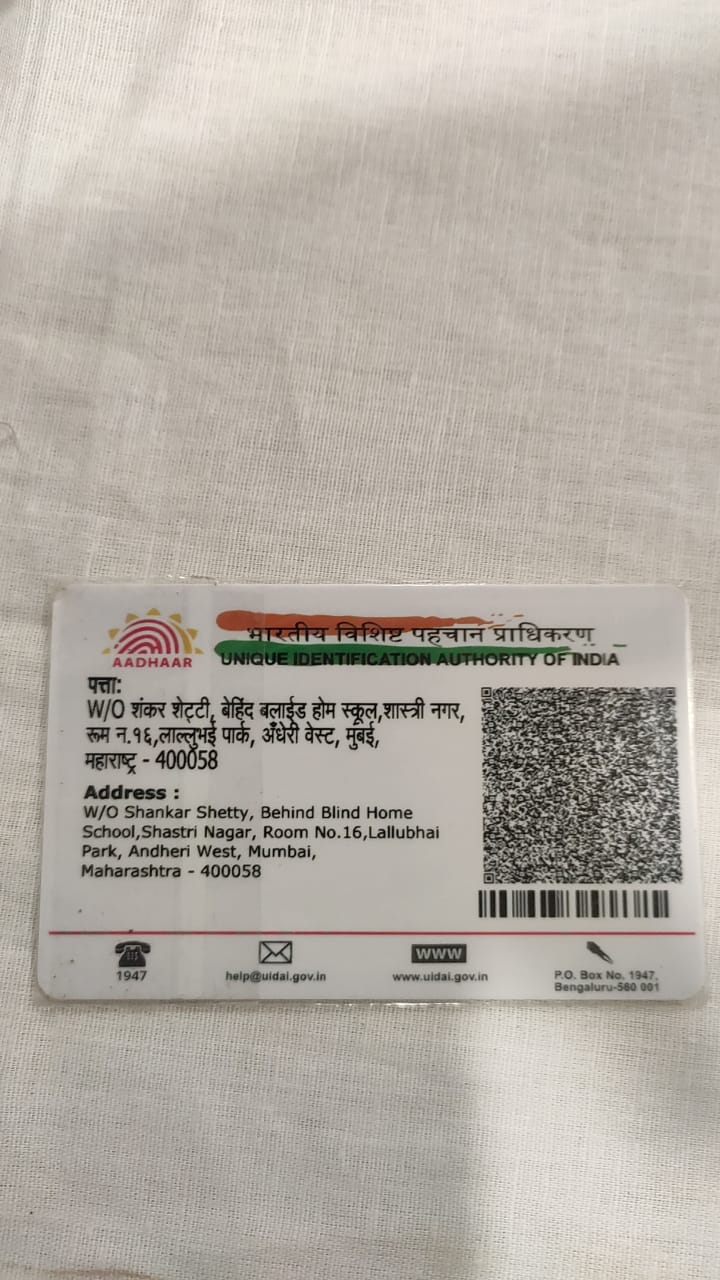 AADHAAR
भारतीय विशिष्ट पहचान प्राधिकरण
UNIQUE IDENTIFICATION AUTHORITY OF INDIA
पत्ता:
W/O शंकर शेट्टी, बेहिंद बलाईड होम स्कूल,शास्त्री नगर,
रूम न.१६,लाल्लुभई पार्क, अँधेरी वेस्ट, मुंबई,
महाराष्ट्र - 400058
Address :
W/O Shankar Shetty, Behind Blind Home
School,Shastri Nagar, Room No.16,Lallubhai
Park, Andheri West, Mumbai,
Maharashtra - 400058
1947
help@uidai.gov.in
WWW
www.uidai.gov.in
P.O. Box No. 1947,
Bengaluru-560 001